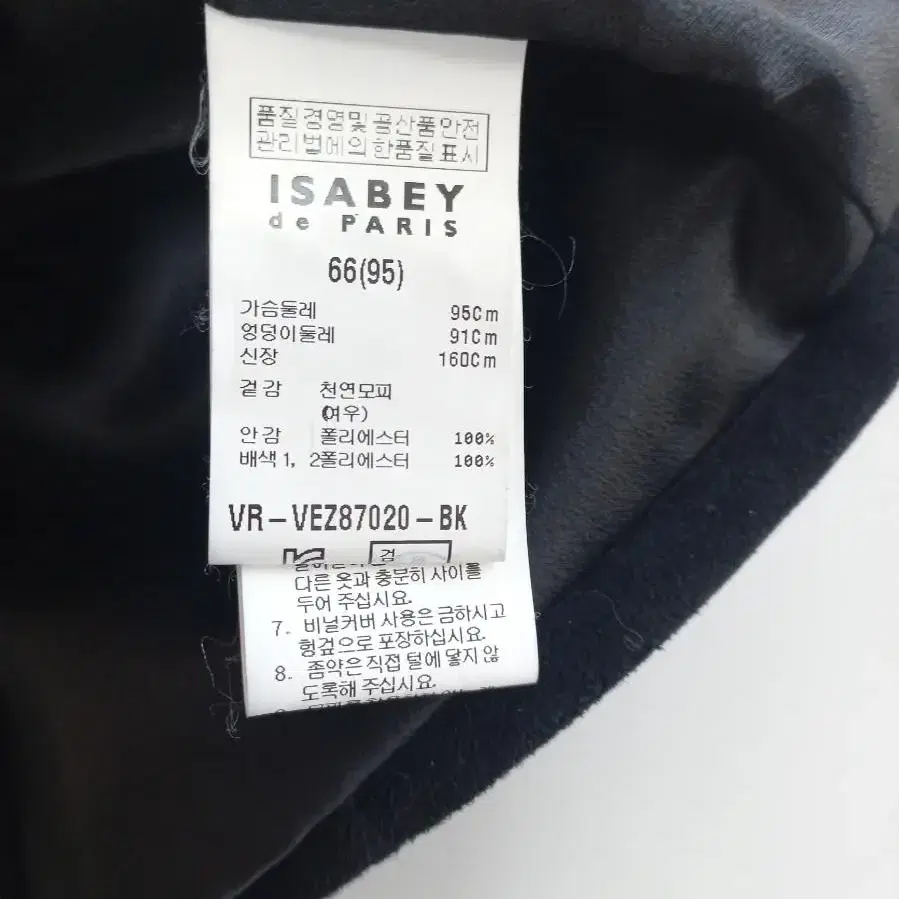 품질경영및 공산품안전
관리법에의한품질표시
ISABEY
de PARIS
66(95)
가슴둘레 95Cm
엉덩이둘레 91Cm
신장 160Cm
겉감 천연모피
(여우)
안감 폴리에스터 100%
배색1, 2폴리에스터 100%
VR-VEZ87020-BK
검
다른 옷과 충분히 사이를
두어 주십시요.
7. 비닐커버 사용은 금하시고
헝겊으로 포장하십시요.
8. 좀약은 직접 털에 닿지 않
도록해 주십시요.